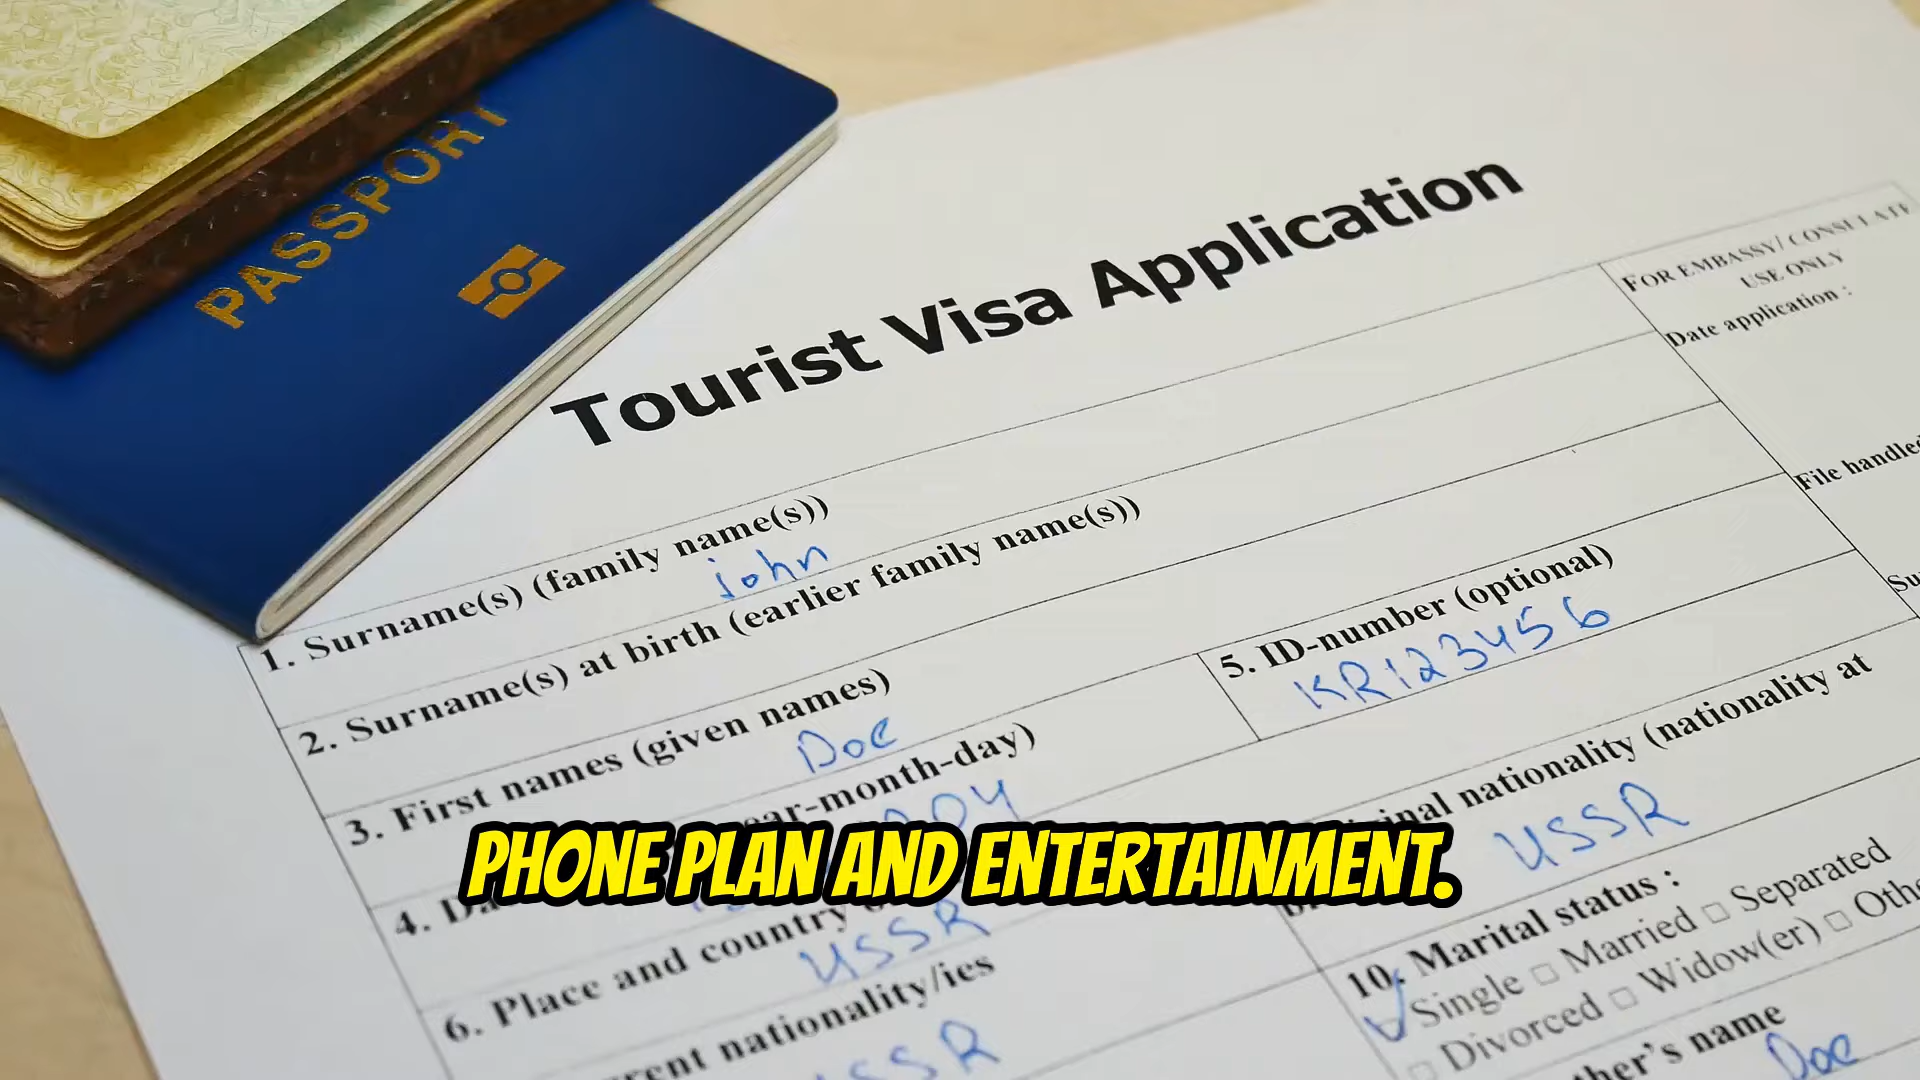 PASSPORT
Tourist Visa Application
FOR EMBASSY/ CONSULATE
USE ONLY
Date application :
File handled
1. Surname(s) (family name(s))
john
2. Surname(s) at birth (earlier family name(s))
3. First names (given names)
Doe
5. ID-number (optional)
KR123456
month-day)
nationality (nationality at
USSR
PHONE PLAN AND ENTERTAINMENT.
6. Place and country
USSR
nationality/ies
10. Marital status :
Single □ Married □ Separated
□ Divorced □ Widow(er) □
name
Doe